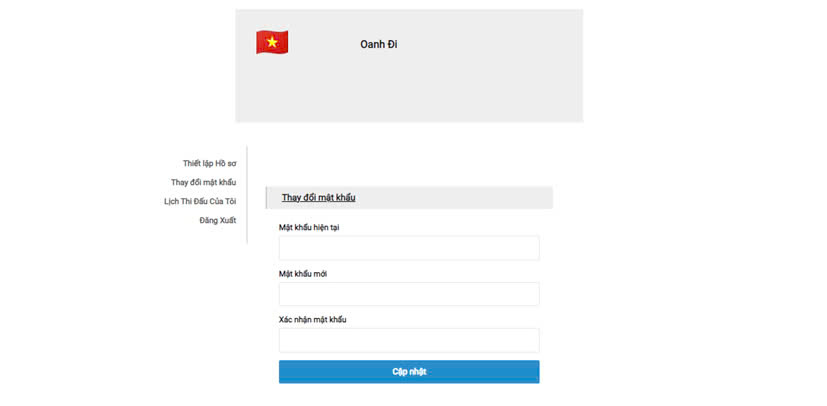 Oanh Đi
Thiết lập Hồ sơ
Thay đổi mật khẩu
Lịch Thi Đấu Của Tôi
Đăng Xuất
Thay đổi mật khẩu
Mật khẩu hiện tại
Mật khẩu mới
Xác nhận mật khẩu
Cập nhật